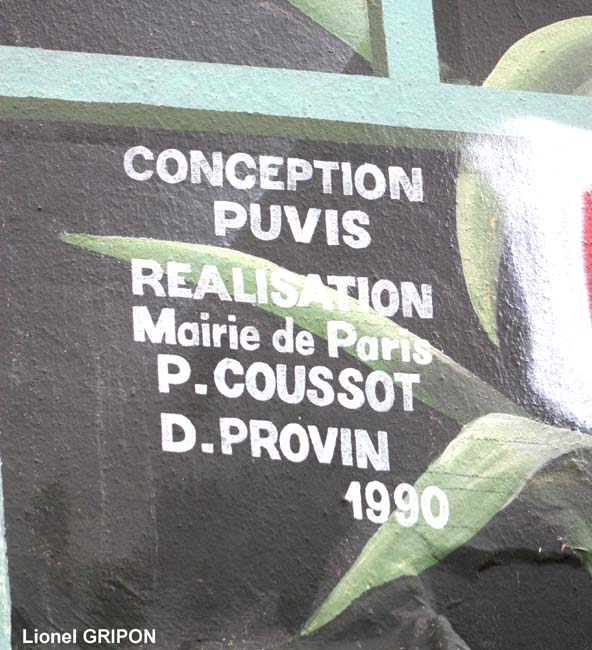 CONCEPTION
PUVIS
REALISATION
Mairie de Paris
P. COUSSOT
D. PROVIN
1990
Lionel GRIPON